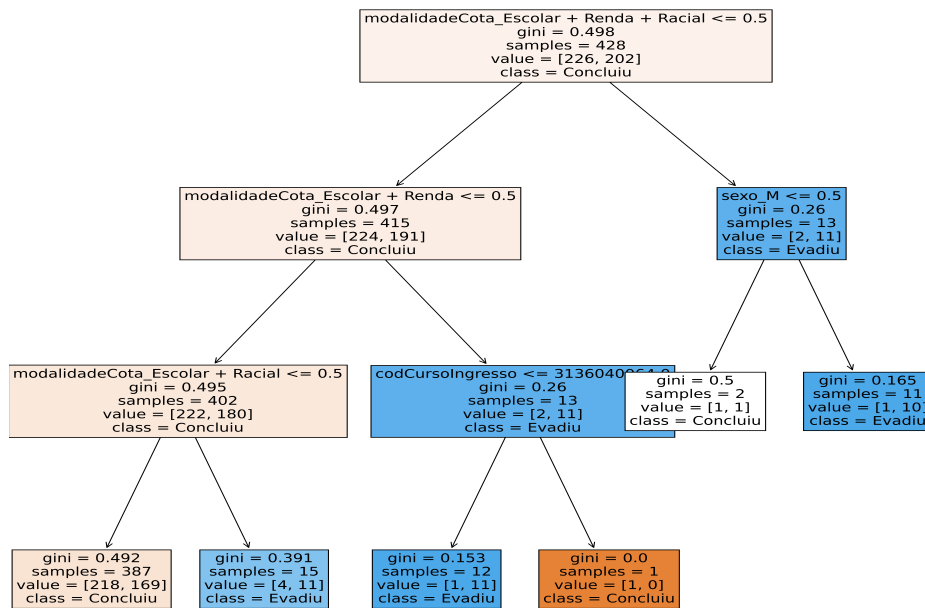 modalidadeCota_Escolar + Renda + Racial <= 0.5
gini = 0.498
samples = 428
value = [226, 202]
class = Concluiu
modalidadeCota_Escolar + Renda <= 0.5
gini = 0.497
samples = 415
value = [224, 191]
class = Concluiu
sexo_M <= 0.5
gini = 0.26
samples = 13
value = [2, 11]
class = Evadiu
modalidadeCota_Escolar + Racial <= 0.5
gini = 0.495
samples = 402
value = [222, 180]
class = Concluiu
codCursoIngresso <=
gini = 0.26
samples = 13
value = [2, 11]
class = Evadiu
gini = 0.5
samples = 2
value = [1, 1]
class = Concluiu
gini = 0.165
samples = 11
value = [1, 10]
class = Evadiu
gini = 0.492
samples = 387
value = [218, 169]
class = Concluiu
gini = 0.391
samples = 15
value = [4, 11]
class = Evadiu
gini = 0.153
samples = 12
value = [1, 11]
class = Evadiu
gini = 0.0
samples = 1
value = [1, 0]
class = Concluiu